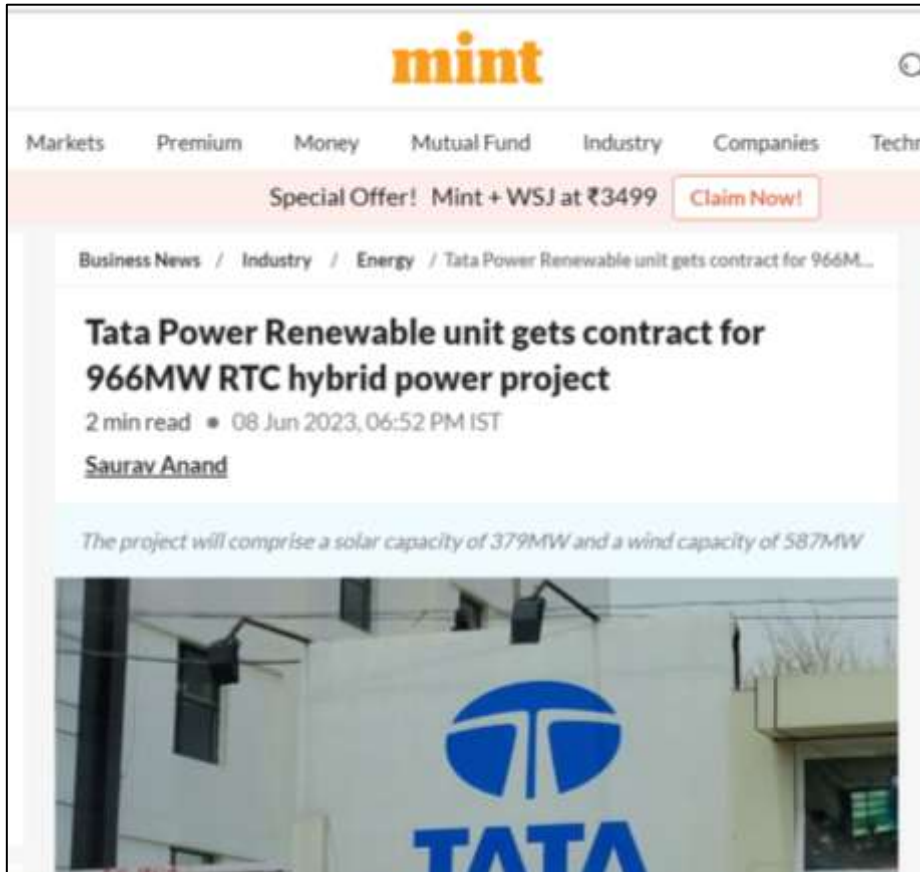 mint
Markets Premium Money Mutual Fund Industry Companies Techn
Special Offer! Mint + WSJ at ₹3499 Claim Now!
Business News / Industry / Energy / Tata Power Renewable unit gets contract for 966M...
Tata Power Renewable unit gets contract for
966MW RTC hybrid power project
2 min read • 08 Jun 2023, 06:52 PM IST
Saurav Anand
The project will comprise a solar capacity of 379MW and a wind capacity of 587MW
TATA